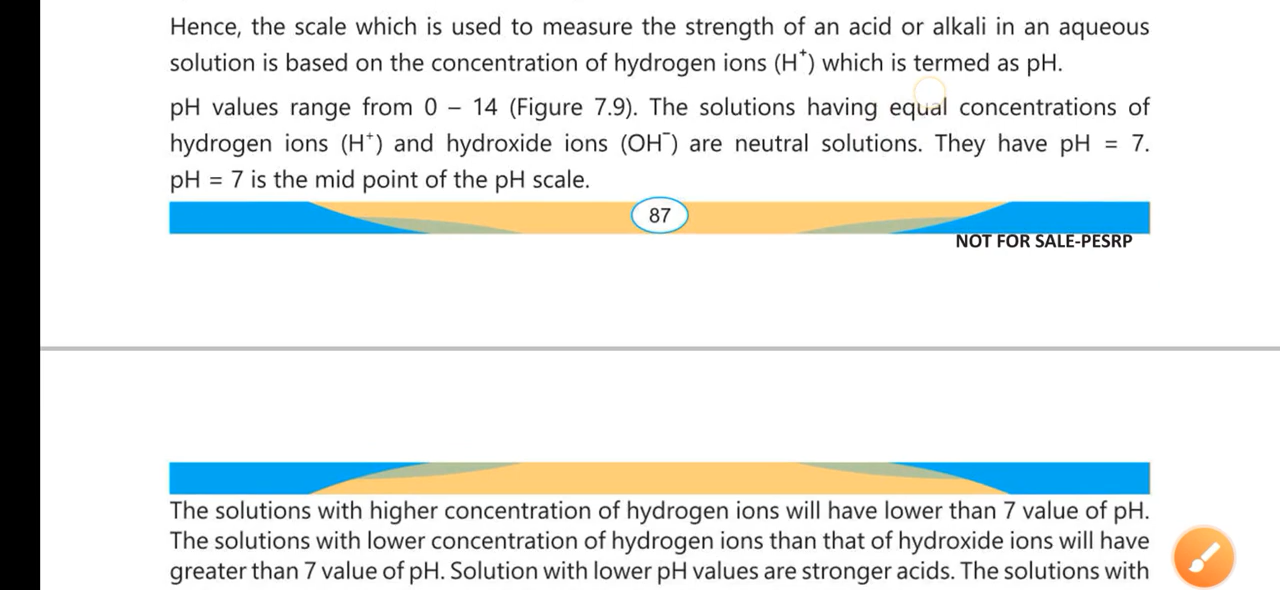 Hence, the scale which is used to measure the strength of an acid or alkali in an aqueous
solution is based on the concentration of hydrogen ions (H⁺) which is termed as pH.
pH values range from 0 – 14 (Figure 7.9). The solutions having equal concentrations of
hydrogen ions (H⁺) and hydroxide ions (OH⁻) are neutral solutions. They have pH = 7.
pH = 7 is the mid point of the pH scale.
87
NOT FOR SALE-PESRP
The solutions with higher concentration of hydrogen ions will have lower than 7 value of pH.
The solutions with lower concentration of hydrogen ions than that of hydroxide ions will have
greater than 7 value of pH. Solution with lower pH values are stronger acids. The solutions with